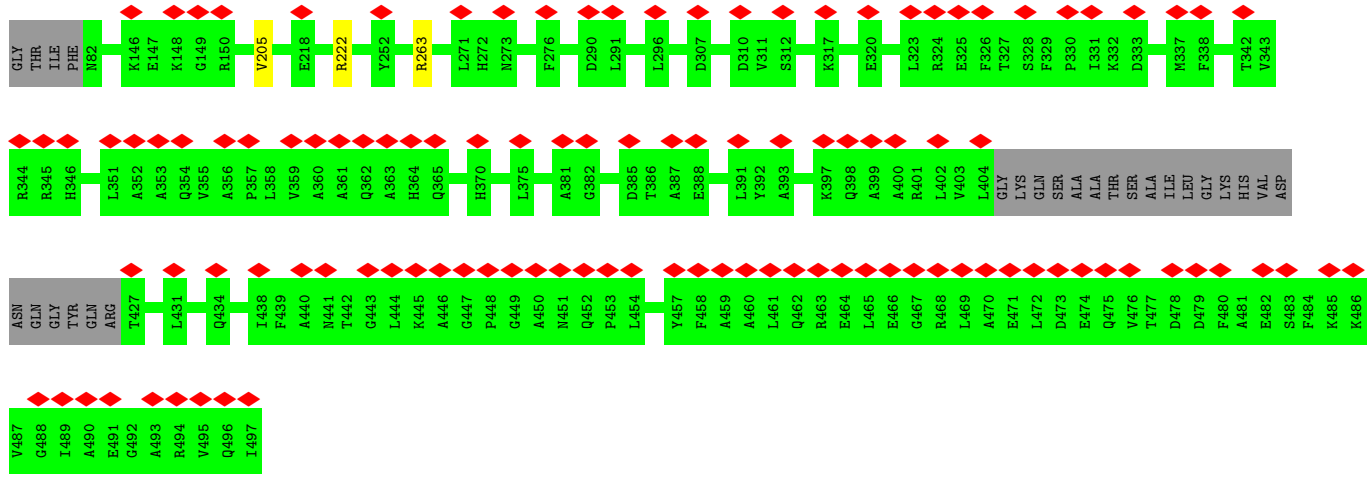 GLY THR ILE PHE N82 K146 E147 K148 G149 R150 V205 E218 R222 Y252 R263 L271 H272 N273 F276 D290 L291 L296 D307 D310 V311 S312 K317 E320 L323 R324 E325 F326 T327 S328 F329 P330 I331 K332 D333 M337 F338 T342 V343
R344 R345 H346 L351 A352 A353 Q354 V355 A356 P357 L358 V359 A360 A361 Q362 A363 H364 Q365 H370 L375 A381 G382 D385 T386 A387 E388 L391 Y392 A393 K397 Q398 A399 A400 R401 L402 V403 L404 GLY LYS GLN SER ALA ALA THR SER ALA ILE LEU GLY LYS HIS VAL ASP
ASN GLN GLY TYR GLN ARG T427 L431 Q434 I438 F439 A440 N441 T442 G443 L444 K445 A446 G447 P448 G449 A450 N451 Q452 P453 L454 Y457 F458 A459 A460 L461 Q462 R463 E464 L465 E466 G467 R468 L469 A470 E471 L472 D473 E474 Q475 V476 T477 D478 D479 F480 A481 E482 S483 F484 K485 K486
V487 G488 I489 A490 E491 G492 A493 R494 V495 Q496 I497